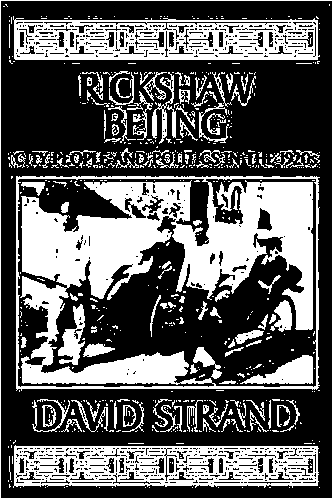 RICKSHAW
BEIJING
CITY PEOPLE AND POLITICS IN THE 1920s
DAVID STRAND